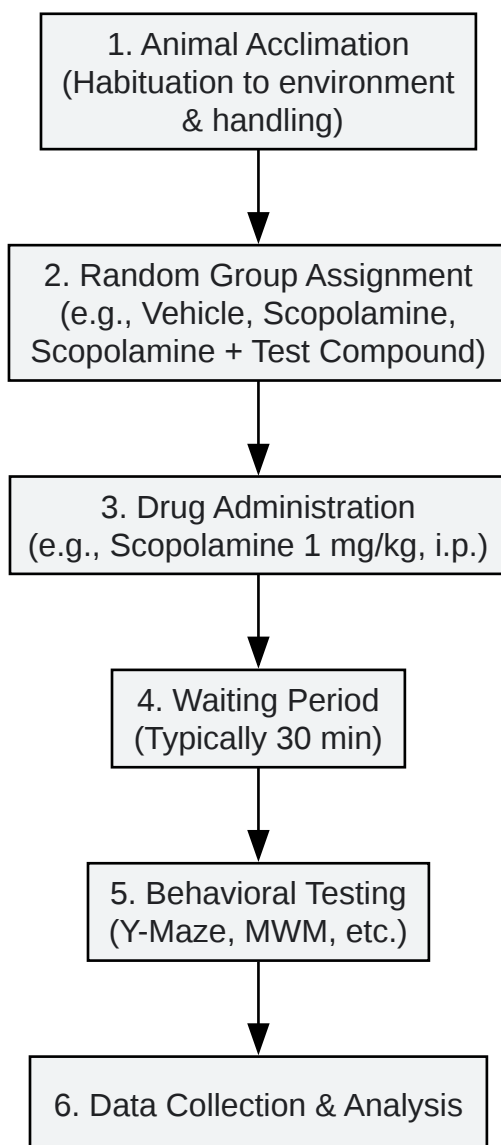 1. Animal Acclimation
(Habituation to environment
& handling)
2. Random Group Assignment
(e.g., Vehicle, Scopolamine,
Scopolamine + Test Compound)
3. Drug Administration
(e.g., Scopolamine 1 mg/kg, i.p.)
4. Waiting Period
(Typically 30 min)
5. Behavioral Testing
(Y-Maze, MWM, etc.)
6. Data Collection & Analysis